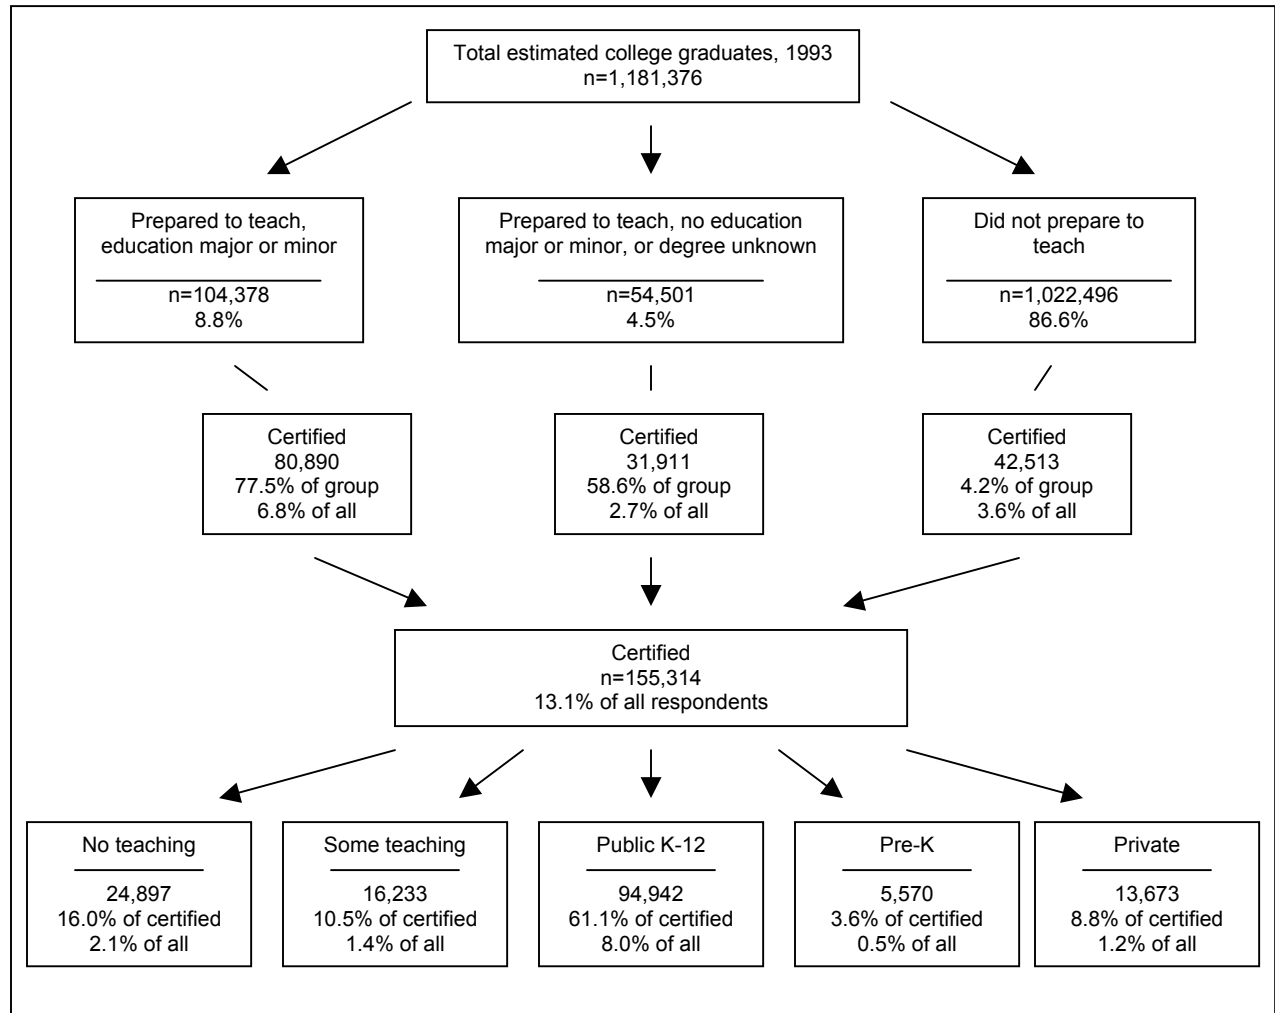 Total estimated college graduates, 1993
n=1,181,376
Prepared to teach,
education major or minor
n=104,378
8.8%
Prepared to teach, no education
major or minor, or degree unknown
n=54,501
4.5%
Did not prepare to
teach
n=1,022,496
86.6%
Certified
80,890
77.5% of group
6.8% of all
Certified
31,911
58.6% of group
2.7% of all
Certified
42,513
4.2% of group
3.6% of all
Certified
n=155,314
13.1% of all respondents
No teaching
24,897
16.0% of certified
2.1% of all
Some teaching
16,233
10.5% of certified
1.4% of all
Public K-12
94,942
61.1% of certified
8.0% of all
Pre-K
5,570
3.6% of certified
0.5% of all
Private
13,673
8.8% of certified
1.2% of all